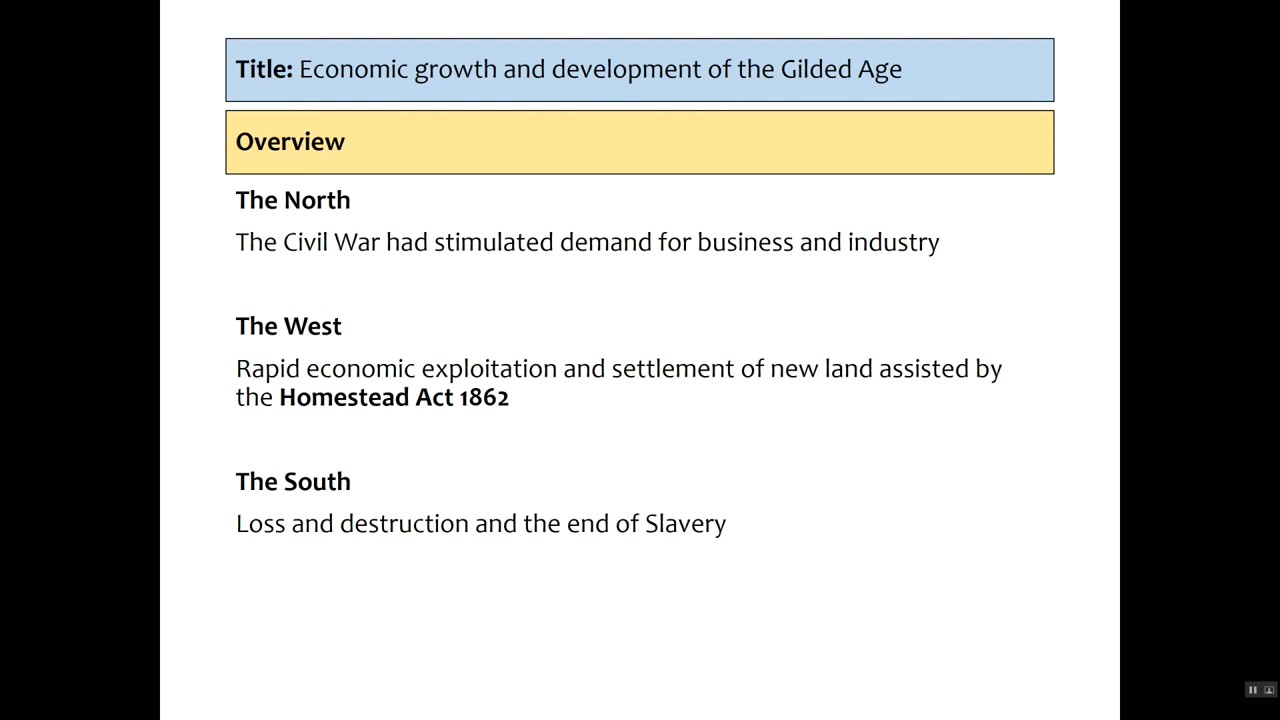 Title: Economic growth and development of the Gilded Age
Overview
The North
The Civil War had stimulated demand for business and industry
The West
Rapid economic exploitation and settlement of new land assisted by
the Homestead Act 1862
The South
Loss and destruction and the end of Slavery